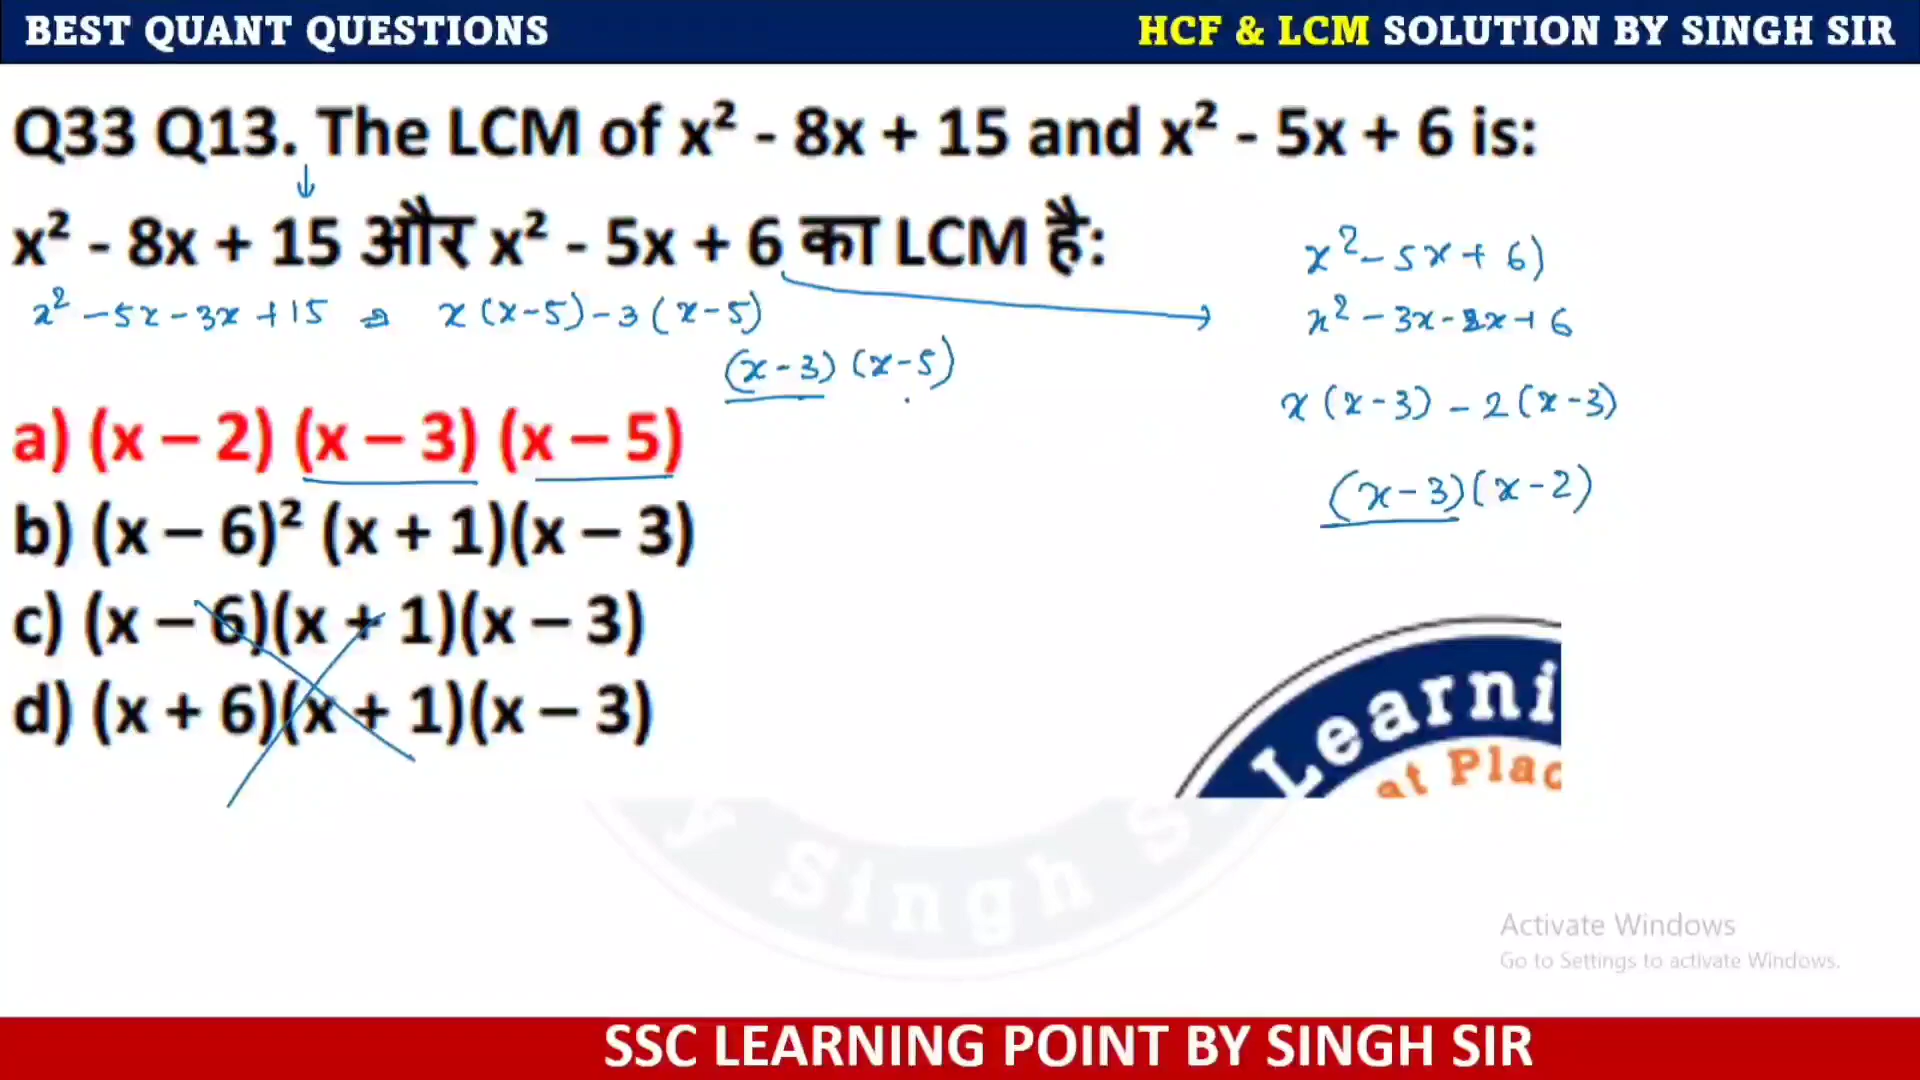 BEST QUANT QUESTIONS
HCF & LCM SOLUTION BY SINGH SIR
Q33 Q13. The LCM of x² - 8x + 15 and x² - 5x + 6 is:
x² - 8x + 15 और x² - 5x + 6 का LCM है:
x² - 5x - 3x + 15 ⇒ x(x-5) - 3(x-5)
(x-3) (x-5)
x² - 5x + 6)
x² - 3x - 2x + 6
x(x-3) - 2(x-3)
(x-3)(x-2)
a) (x – 2) (x – 3) (x – 5)
b) (x – 6)² (x + 1)(x – 3)
c) (x – 6)(x + 1)(x – 3)
d) (x + 6)(x + 1)(x – 3)
Learni
at Plac
y Singh S
Activate Windows
Go to Settings to activate Windows.
SSC LEARNING POINT BY SINGH SIR